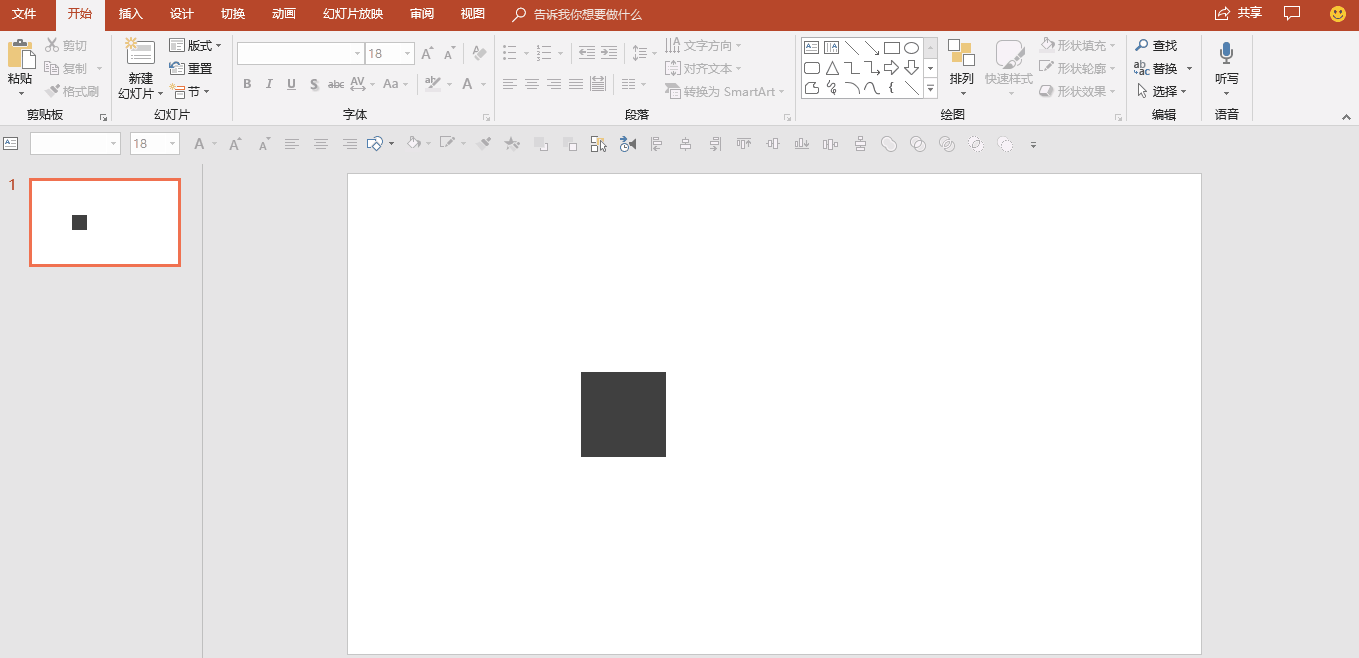 文件 开始 插入 设计 切换 动画 幻灯片放映 审阅 视图 告诉我你想要做什么 共享
剪切 版式 18 A A 文字方向 形状填充 查找
粘贴 复制 新建 重置 对齐文本 排列 快速样式 形状轮廓 替换 听写
格式刷 幻灯片 节 B I U S abc AV Aa A 转换为 SmartArt 形状效果 选择
剪贴板 幻灯片 字体 段落 绘图 编辑 语音
18 A A A
1